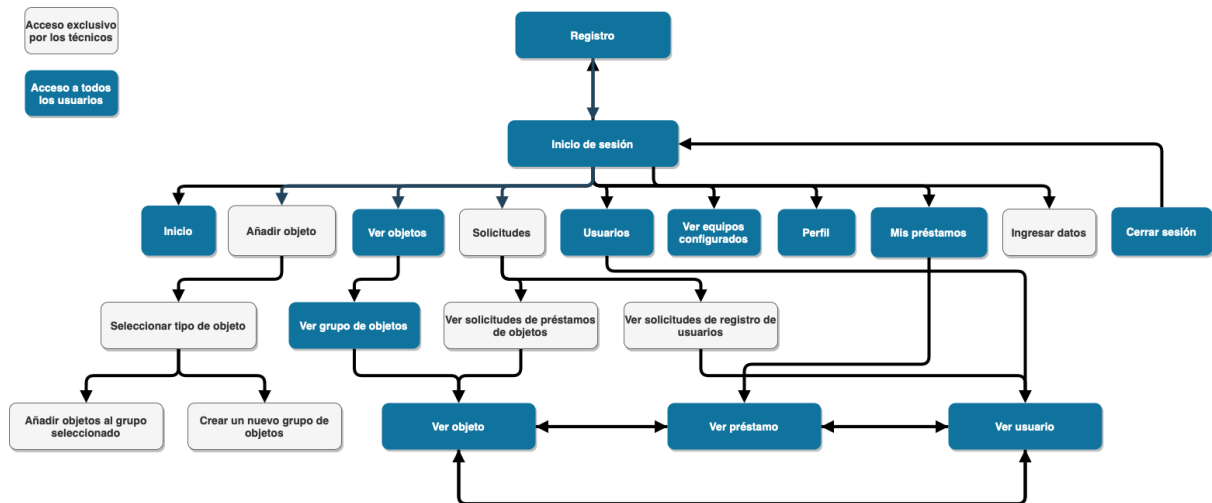 Acceso exclusivo
por los técnicos
Registro
Acceso a todos
los usuarios
Inicio de sesión
Inicio
Añadir objeto
Ver objetos
Solicitudes
Usuarios
Ver equipos
configurados
Perfil
Mis préstamos
Ingresar datos
Cerrar sesión
Seleccionar tipo de objeto
Ver grupo de objetos
Ver solicitudes de préstamos
de objetos
Ver solicitudes de registro de
usuarios
Añadir objetos al grupo
seleccionado
Crear un nuevo grupo de
objetos
Ver objeto
Ver préstamo
Ver usuario